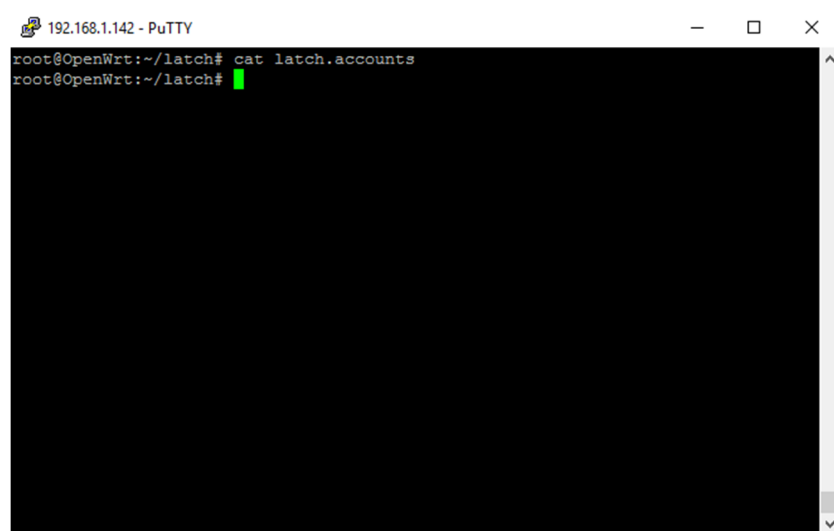 192.168.1.142 - PuTTY
root@OpenWrt:~/latch# cat latch.accounts
root@OpenWrt:~/latch#